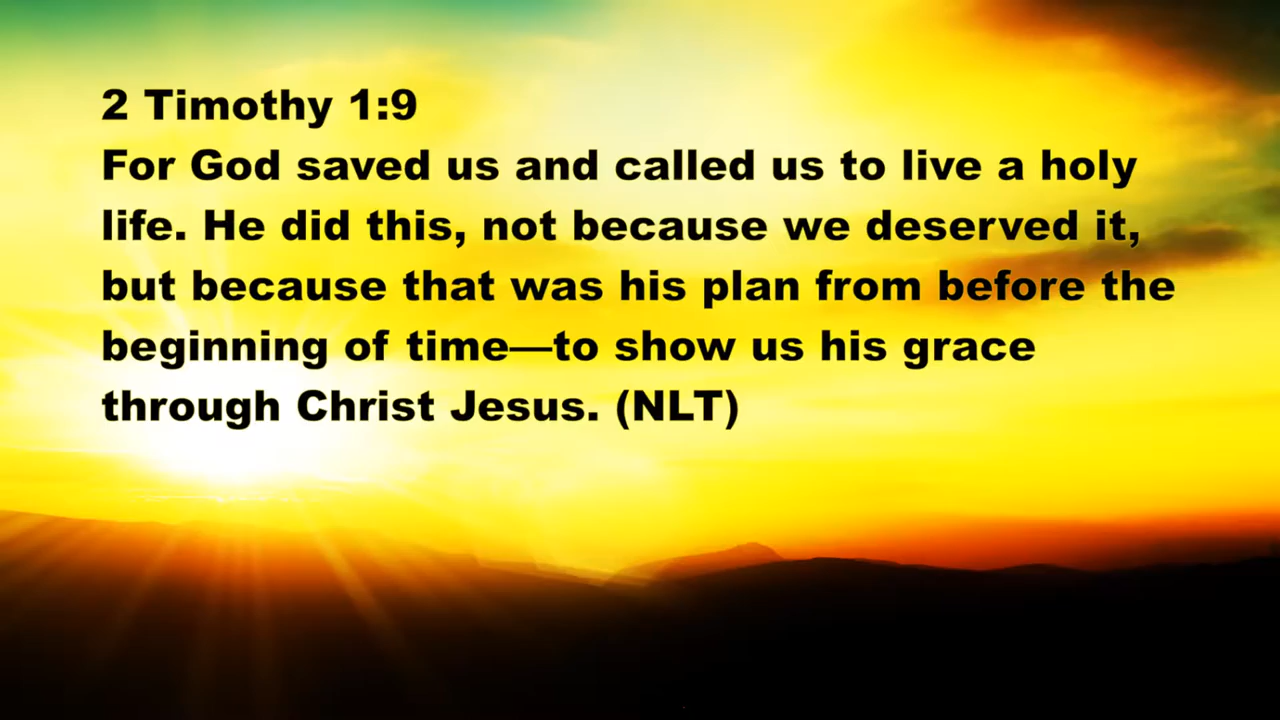 2 Timothy 1:9
For God saved us and called us to live a holy
life. He did this, not because we deserved it,
but because that was his plan from before the
beginning of time—to show us his grace
through Christ Jesus. (NLT)